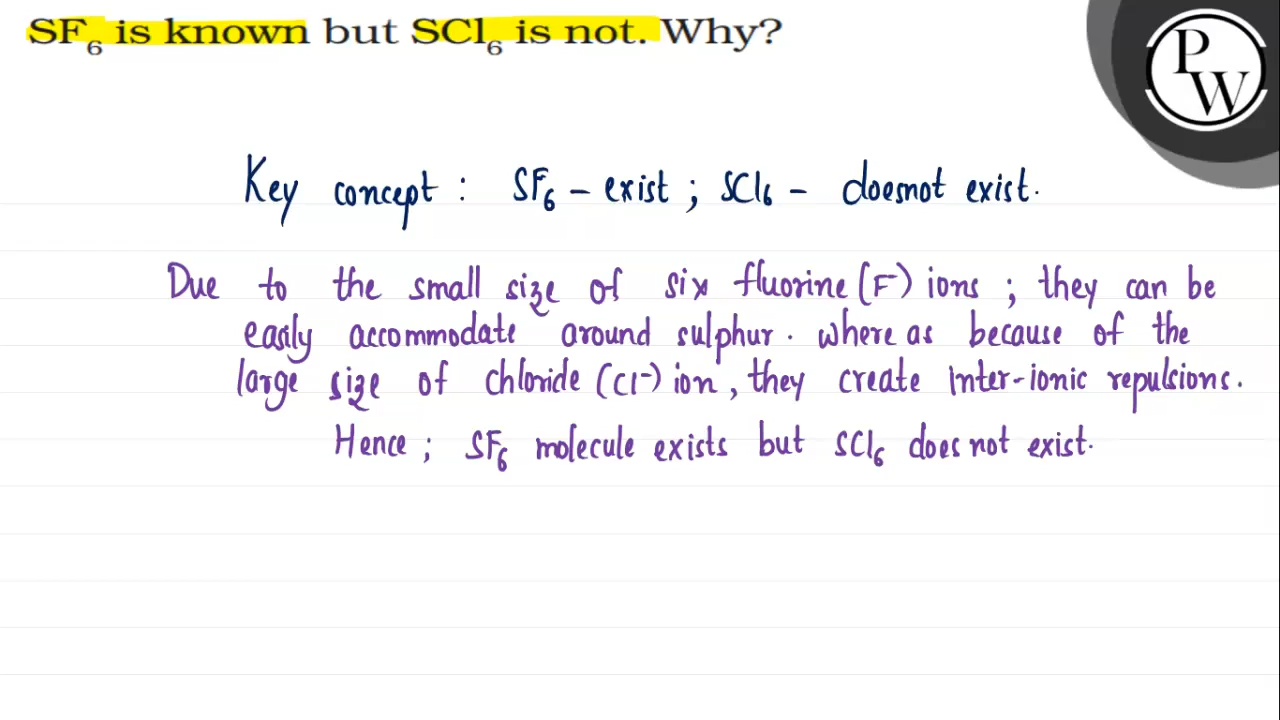 SF₆ is known but SCl₆ is not. Why?
PW
Key concept : SF₆ - exist ; SCl₆ - doesnot exist.
Due to the small size of six fluorine (F⁻) ions ; they can be
easily accommodate around sulphur. where as because of the
large size of chloride (Cl⁻) ion, they create inter-ionic repulsions.
Hence ; SF₆ molecule exists but SCl₆ does not exist.